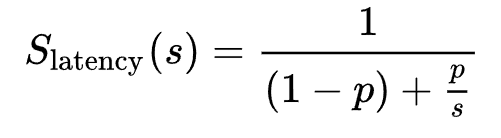 S_latency(s) = 1 / ((1 − p) + p/s)